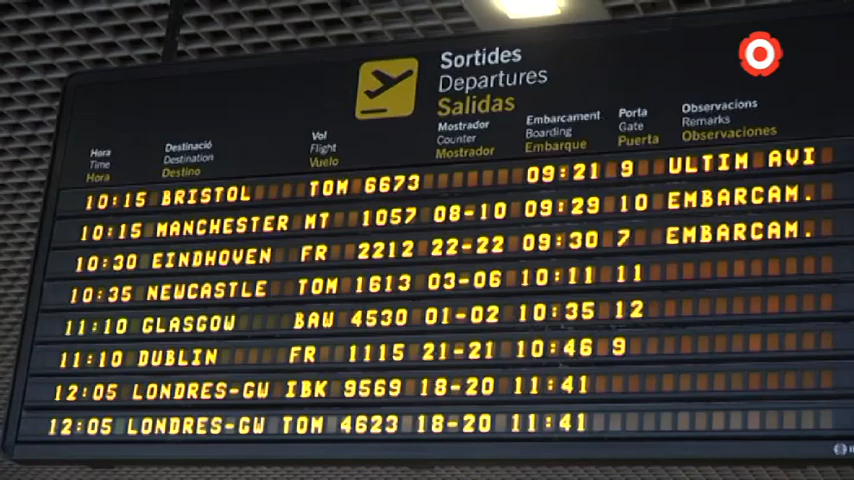 Sortides
Departures
Salidas
Hora Destinació Vol Mostrador Embarcament Porta Observacions
Time Destination Flight Counter Boarding Gate Remarks
Hora Destino Vuelo Mostrador Embarque Puerta Observaciones
10:15 BRISTOL TOM 6673 09:21 9 ULTIM AVI
10:15 MANCHESTER MT 1057 08-10 09:29 10 EMBARCAM.
10:30 EINDHOVEN FR 2212 22-22 09:30 7 EMBARCAM.
10:35 NEWCASTLE TOM 1613 03-06 10:11 11
11:10 GLASGOW BAW 4530 01-02 10:35 12
11:10 DUBLIN FR 1115 21-21 10:46 9
12:05 LONDRES-GW IBK 9569 18-20 11:41
12:05 LONDRES-GW TOM 4623 18-20 11:41